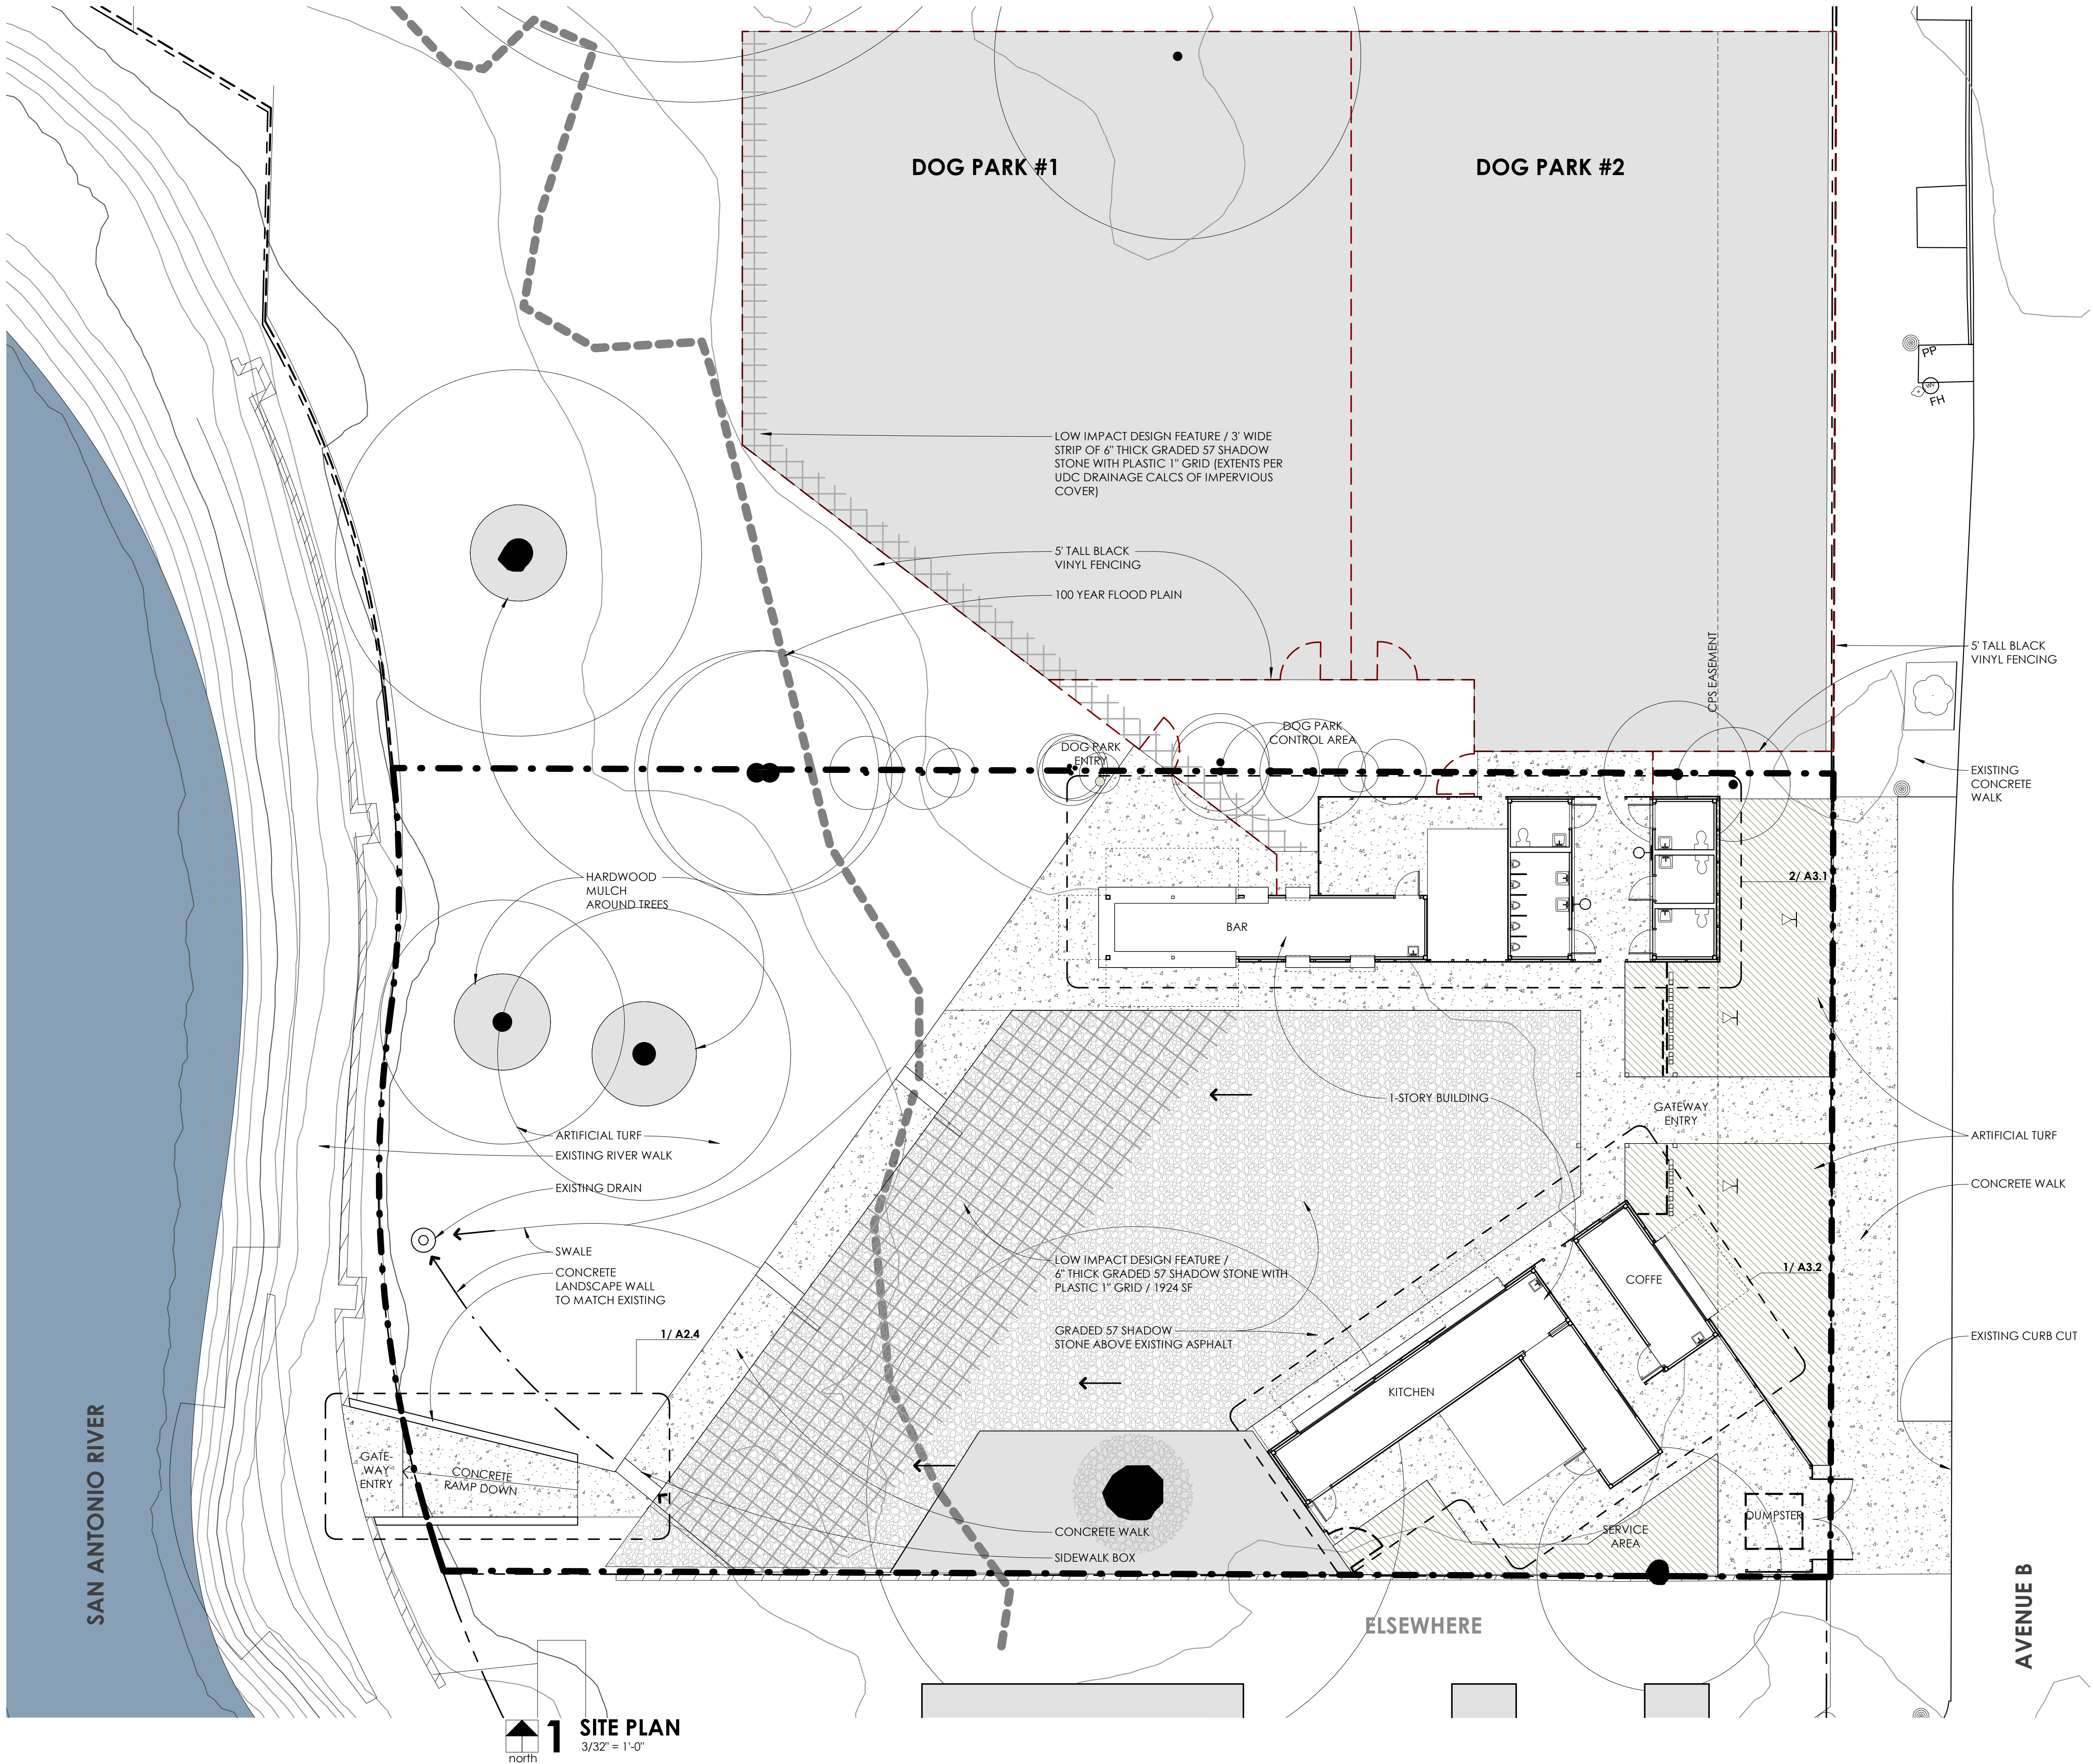 DOG PARK #1
DOG PARK #2
PP
WV
FH
LOW IMPACT DESIGN FEATURE / 3' WIDE
STRIP OF 6" THICK GRADED 57 SHADOW
STONE WITH PLASTIC 1" GRID (EXTENTS PER
UDC DRAINAGE CALCS OF IMPERVIOUS
COVER)
5' TALL BLACK
VINYL FENCING
100 YEAR FLOOD PLAIN
CPS EASEMENT
5' TALL BLACK
VINYL FENCING
DOG PARK
ENTRY
DOG PARK
CONTROL AREA
EXISTING
CONCRETE
WALK
HARDWOOD
MULCH
AROUND TREES
2/ A3.1
BAR
1-STORY BUILDING
GATEWAY
ENTRY
ARTIFICIAL TURF
EXISTING RIVER WALK
EXISTING DRAIN
ARTIFICIAL TURF
CONCRETE WALK
SWALE
CONCRETE
LANDSCAPE WALL
TO MATCH EXISTING
LOW IMPACT DESIGN FEATURE /
6" THICK GRADED 57 SHADOW STONE WITH
PLASTIC 1" GRID / 1924 SF
GRADED 57 SHADOW
STONE ABOVE EXISTING ASPHALT
COFFE
1/ A3.2
EXISTING CURB CUT
1/ A2.4
KITCHEN
GATE-
WAY
ENTRY
CONCRETE
RAMP DOWN
CONCRETE WALK
SIDEWALK BOX
SERVICE
AREA
DUMPSTER
SAN ANTONIO RIVER
ELSEWHERE
AVENUE B
north
1
SITE PLAN
3/32" = 1'-0"